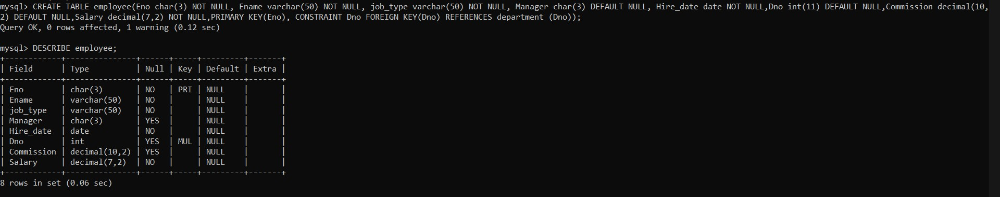 mysql> CREATE TABLE employee(Eno char(3) NOT NULL, Ename varchar(50) NOT NULL, job_type varchar(50) NOT NULL, Manager char(3) DEFAULT NULL, Hire_date date NOT NULL,Dno int(11) DEFAULT NULL,Commission decimal(10,
2) DEFAULT NULL,Salary decimal(7,2) NOT NULL,PRIMARY KEY(Eno), CONSTRAINT Dno FOREIGN KEY(Dno) REFERENCES department (Dno));
Query OK, 0 rows affected, 1 warning (0.12 sec)

mysql> DESCRIBE employee;
+------------+---------------+------+-----+---------+-------+
| Field      | Type          | Null | Key | Default | Extra |
+------------+---------------+------+-----+---------+-------+
| Eno        | char(3)       | NO   | PRI | NULL    |       |
| Ename      | varchar(50)   | NO   |     | NULL    |       |
| job_type   | varchar(50)   | NO   |     | NULL    |       |
| Manager    | char(3)       | YES  |     | NULL    |       |
| Hire_date  | date          | NO   |     | NULL    |       |
| Dno        | int           | YES  | MUL | NULL    |       |
| Commission | decimal(10,2) | YES  |     | NULL    |       |
| Salary     | decimal(7,2)  | NO   |     | NULL    |       |
+------------+---------------+------+-----+---------+-------+
8 rows in set (0.06 sec)